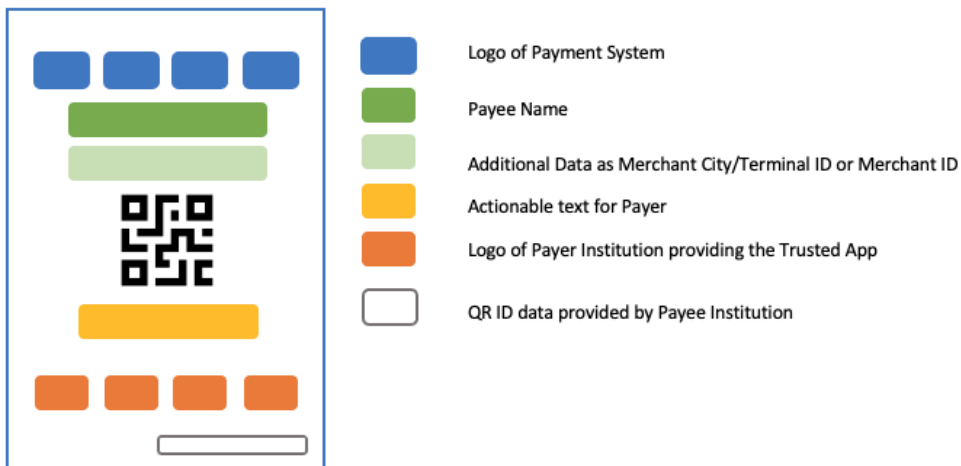 Logo of Payment System
Payee Name
Additional Data as Merchant City/Terminal ID or Merchant ID
Actionable text for Payer
Logo of Payer Institution providing the Trusted App
QR ID data provided by Payee Institution